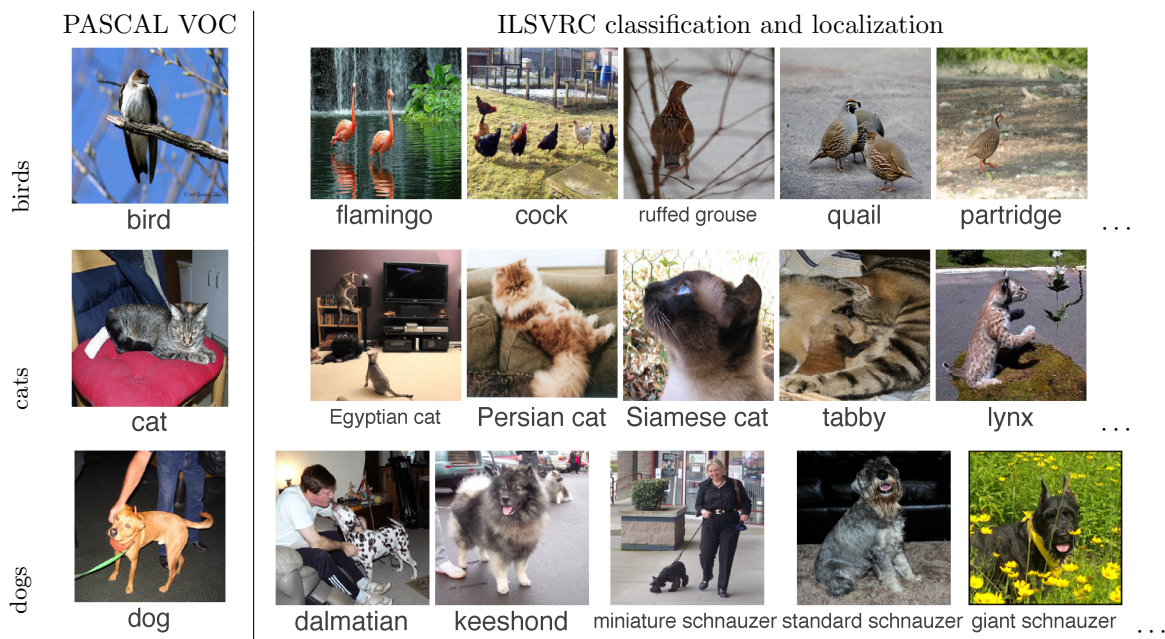 PASCAL VOC
ILSVRC classification and localization
birds
bird
flamingo
cock
ruffed grouse
quail
partridge
. . .
cats
cat
Egyptian cat
Persian cat
Siamese cat
tabby
lynx
. . .
dogs
dog
dalmatian
keeshond
miniature schnauzer
standard schnauzer
giant schnauzer
. . .